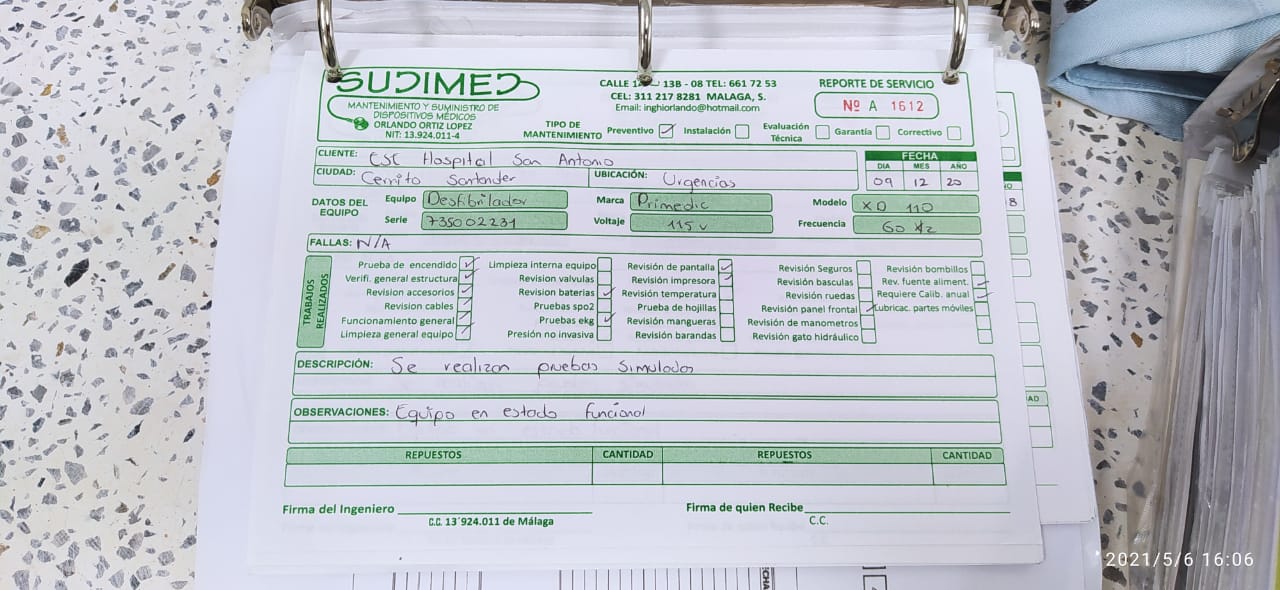 SUDIMED
MANTENIMIENTO Y SUMINISTRO DE
DISPOSITIVOS MÉDICOS
ORLANDO ORTIZ LOPEZ
NIT: 13.924.011-4
CALLE 13B - 08 TEL: 661 72 53
CEL: 311 217 8281 MALAGA, S.
Email: inghiorlando@hotmail.com
REPORTE DE SERVICIO
Nº A 1612
TIPO DE MANTENIMIENTO Preventivo ✓ Instalación Evaluación Técnica Garantía Correctivo
CLIENTE: ESE Hospital San Antonio
CIUDAD: Cerrito Santander UBICACIÓN: Urgencias
FECHA
DIA MES AÑO
09 12 20
DATOS DEL EQUIPO
Equipo Desfibrilador Marca Primedic Modelo XD 110
Serie 735002231 Voltaje 115 v Frecuencia 60 Hz
FALLAS: N/A
TRABAJOS REALIZADOS
Prueba de encendido ✓ Limpieza interna equipo Revisión de pantalla ✓ Revisión Seguros Revisión bombillos
Verifi. general estructura ✓ Revision valvulas Revisión impresora ✓ Revisión basculas Rev. fuente aliment. ✓
Revision accesorios ✓ Revision baterias ✓ Revisión temperatura Revisión ruedas Requiere Calib. anual ✓
Revision cables ✓ Pruebas spo2 Prueba de hojillas Revisión panel frontal ✓ Lubricac. partes móviles
Funcionamiento general ✓ Pruebas ekg ✓ Revisión mangueras Revisión de manometros
Limpieza general equipo ✓ Presión no invasiva Revisión barandas Revisión gato hidráulico
DESCRIPCIÓN: Se realizan pruebas simulados
OBSERVACIONES: Equipo en estado funcional
REPUESTOS CANTIDAD REPUESTOS CANTIDAD
Firma del Ingeniero
C.C. 13´924.011 de Málaga
Firma de quien Recibe
C.C.
2021/5/6 16:06